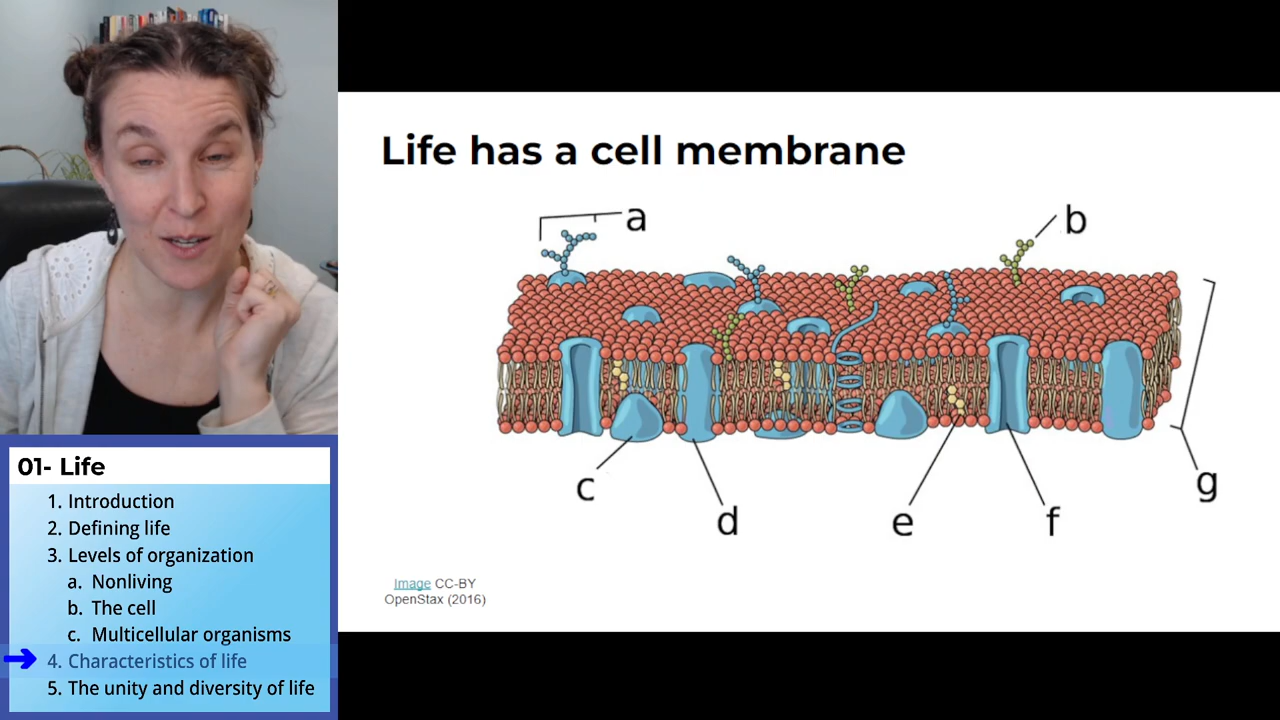 Life has a cell membrane
a
b
c
d
e
f
g
Image CC-BY
OpenStax (2016)
01- Life
1. Introduction
2. Defining life
3. Levels of organization
a. Nonliving
b. The cell
c. Multicellular organisms
4. Characteristics of life
5. The unity and diversity of life